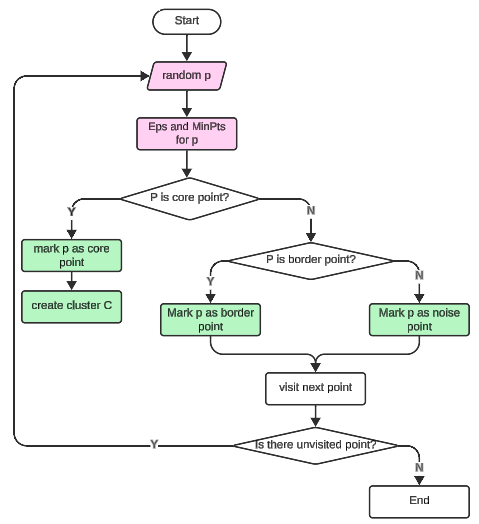 Start
random p
Eps and MinPts
for p
P is core point?
Y
N
mark p as core
point
P is border point?
Y
N
create cluster C
Mark p as border
point
Mark p as noise
point
visit next point
Is there unvisited point?
Y
N
End